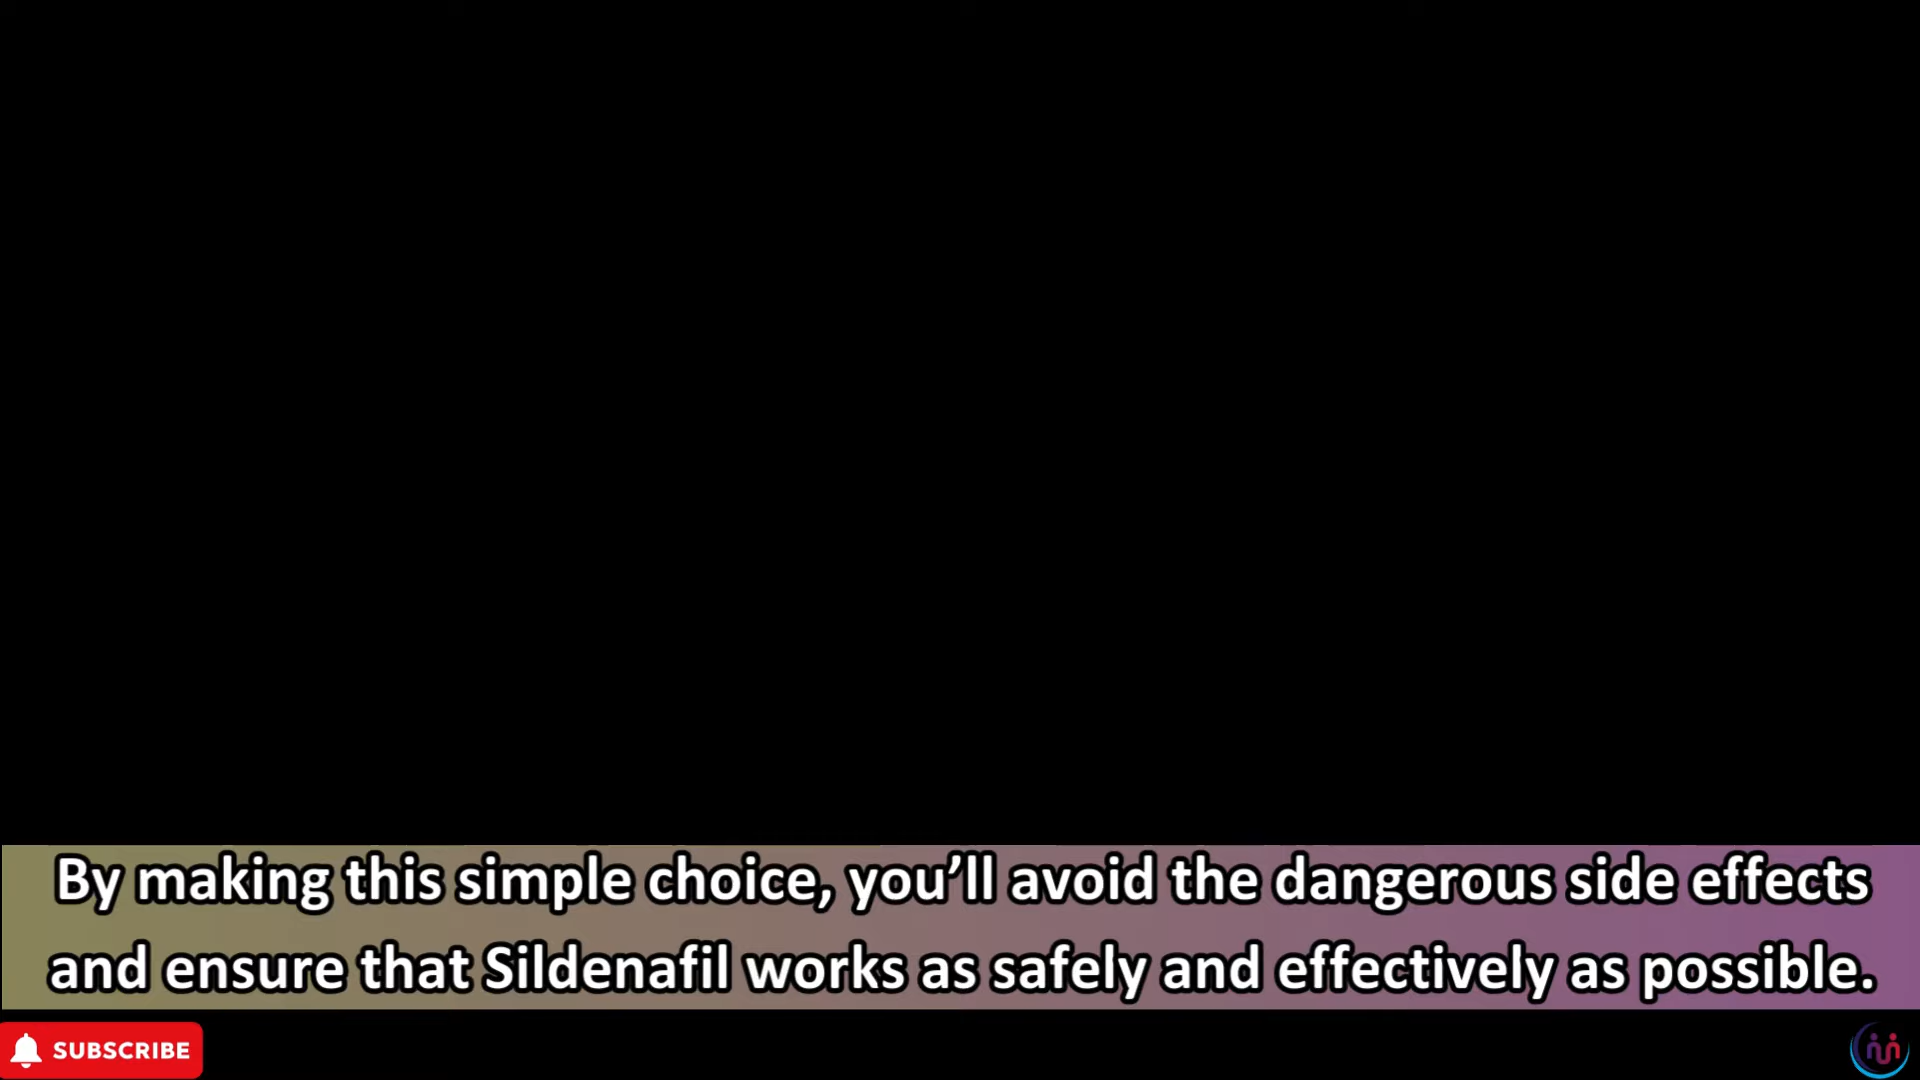 By making this simple choice, you’ll avoid the dangerous side effects
and ensure that Sildenafil works as safely and effectively as possible.
SUBSCRIBE